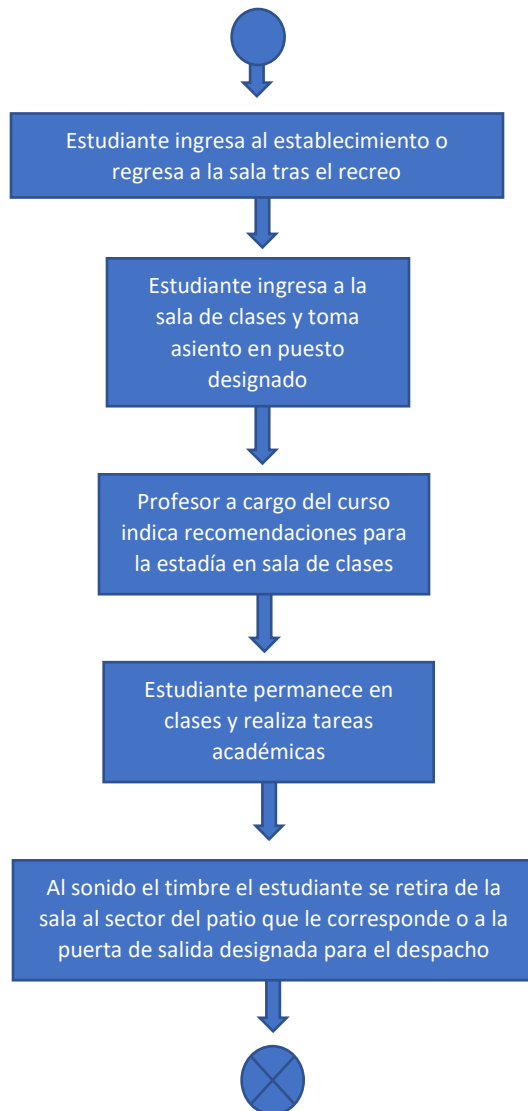 Estudiante ingresa al establecimiento o
regresa a la sala tras el recreo
Estudiante ingresa a la
sala de clases y toma
asiento en puesto
designado
Profesor a cargo del curso
indica recomendaciones para
la estadía en sala de clases
Estudiante permanece en
clases y realiza tareas
académicas
Al sonido el timbre el estudiante se retira de la
sala al sector del patio que le corresponde o a la
puerta de salida designada para el despacho